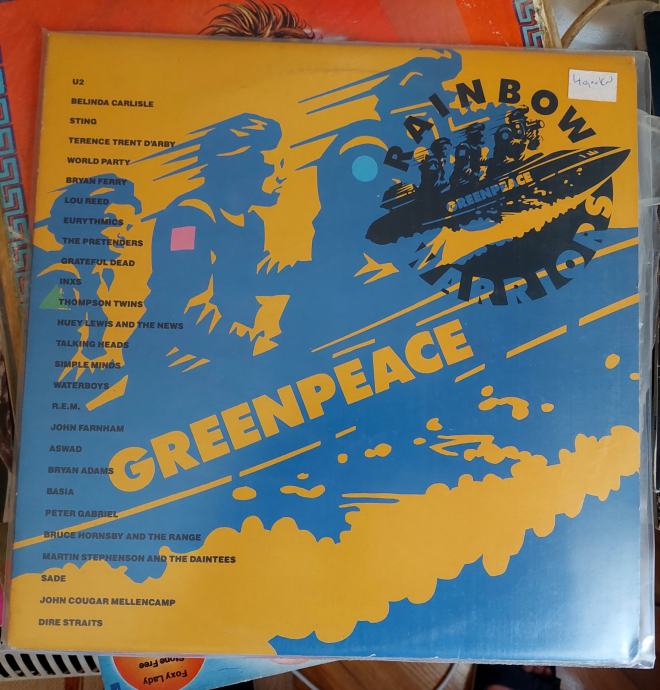 U2
BELINDA CARLISLE
STING
TERENCE TRENT D'ARBY
WORLD PARTY
BRYAN FERRY
LOU REED
EURYTHMICS
THE PRETENDERS
GRATEFUL DEAD
INXS
THOMPSON TWINS
HUEY LEWIS AND THE NEWS
TALKING HEADS
SIMPLE MINDS
WATERBOYS
R.E.M.
JOHN FARNHAM
ASWAD
BRYAN ADAMS
BASIA
PETER GABRIEL
BRUCE HORNSBY AND THE RANGE
MARTIN STEPHENSON AND THE DAINTEES
SADE
JOHN COUGAR MELLENCAMP
DIRE STRAITS
RAINBOW
GREENPEACE
WARRIORS
GREENPEACE
Stone Free
Foxy Lady